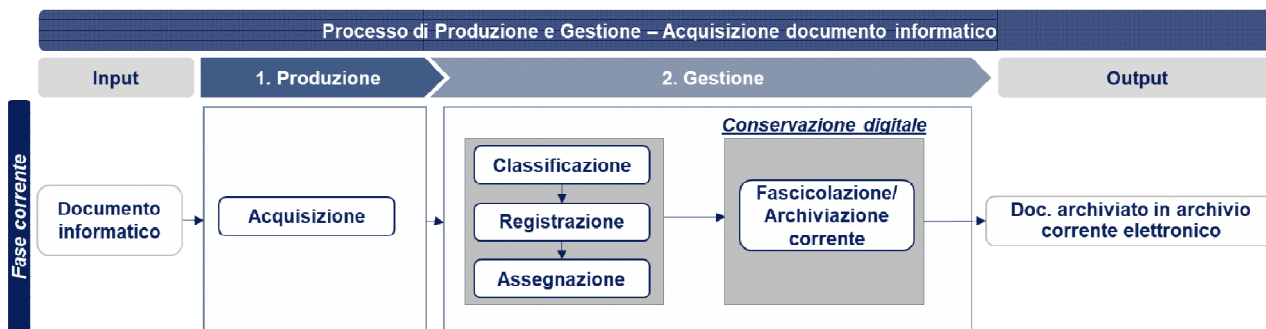 Processo di Produzione e Gestione – Acquisizione documento informatico
Input
1. Produzione
2. Gestione
Output
Fase corrente
Documento
informatico
Acquisizione
Classificazione
Registrazione
Assegnazione
Conservazione digitale
Fascicolazione/
Archiviazione
corrente
Doc. archiviato in archivio
corrente elettronico